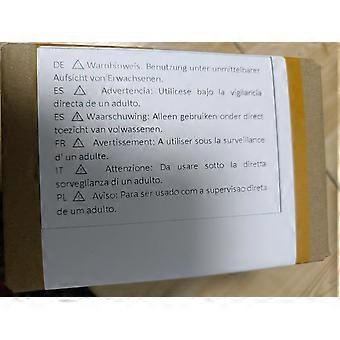 DE ⚠ Warnhinweis: Benutzung unter unmittelbarer
Aufsicht von Erwachsenen.
ES ⚠ Advertencia: Utilícese bajo la vigilancia
directa de un adulto.
ES ⚠ Waarschuwing: Alleen gebruiken onder direct
toezicht van volwassenen.
FR ⚠ Avertissement: A utiliser sous la surveillance
d'un adulte.
IT ⚠ Attenzione: Da usare sotto la diretta
sorveglianza di un adulto.
PL ⚠ Aviso: Para ser usado com a supervisao direta
de um adulto.